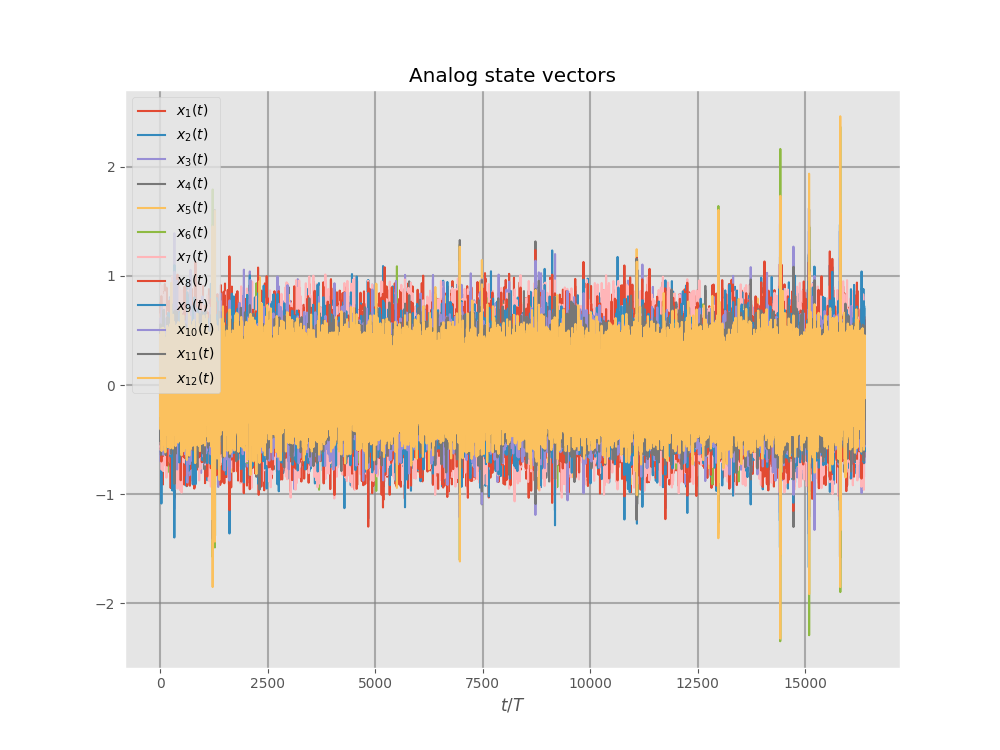 Analog state vectors
x₁(t)
x₂(t)
x₃(t)
x₄(t)
x₅(t)
x₆(t)
x₇(t)
x₈(t)
x₉(t)
x₁₀(t)
x₁₁(t)
x₁₂(t)
2
1
0
−1
−2
0 2500 5000 7500 10000 12500 15000
t/T